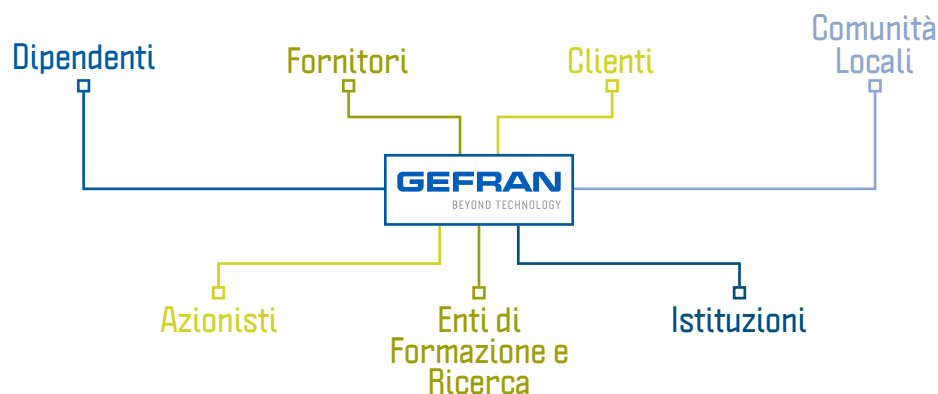 Dipendenti
Fornitori
Clienti
Comunità
Locali
GEFRAN
BEYOND TECHNOLOGY
Azionisti
Enti di
Formazione e
Ricerca
Istituzioni